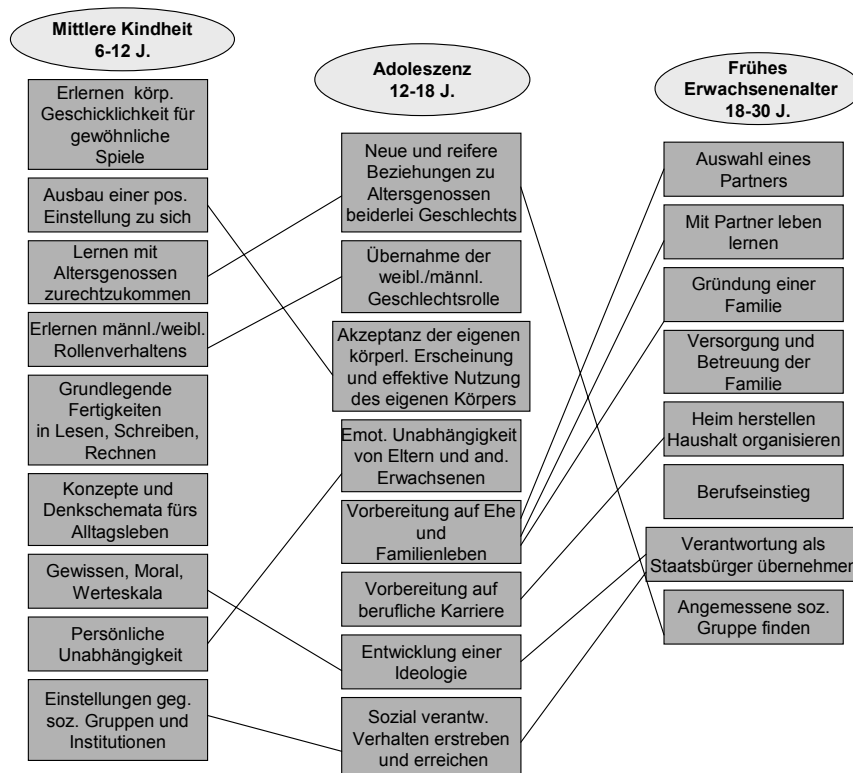 Mittlere Kindheit
6-12 J.
Erlernen körp.
Geschicklichkeit für
gewöhnliche
Spiele
Ausbau einer pos.
Einstellung zu sich
Lernen mit
Altersgenossen
zurechtzukommen
Erlernen männl./weibl.
Rollenverhaltens
Grundlegende
Fertigkeiten
in Lesen, Schreiben,
Rechnen
Konzepte und
Denkschemata fürs
Alltagsleben
Gewissen, Moral,
Werteskala
Persönliche
Unabhängigkeit
Einstellungen geg.
soz. Gruppen und
Institutionen
Adoleszenz
12-18 J.
Neue und reifere
Beziehungen zu
Altersgenossen
beiderlei Geschlechts
Übernahme der
weibl./männl.
Geschlechtsrolle
Akzeptanz der eigenen
körperl. Erscheinung
und effektive Nutzung
des eigenen Körpers
Emot. Unabhängigkeit
von Eltern und and.
Erwachsenen
Vorbereitung auf Ehe
und
Familienleben
Vorbereitung auf
berufliche Karriere
Entwicklung einer
Ideologie
Sozial verantw.
Verhalten erstreben
und erreichen
Frühes
Erwachsenenalter
18-30 J.
Auswahl eines
Partners
Mit Partner leben
lernen
Gründung einer
Familie
Versorgung und
Betreuung der
Familie
Heim herstellen
Haushalt organisieren
Berufseinstieg
Verantwortung als
Staatsbürger übernehmen
Angemessene soz.
Gruppe finden